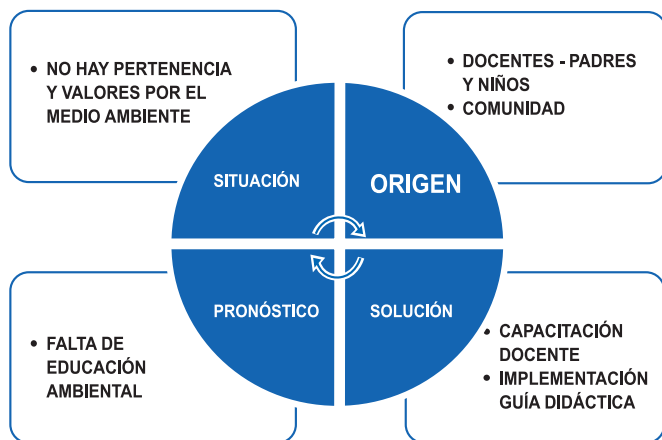 • NO HAY PERTENENCIA
Y VALORES POR EL
MEDIO AMBIENTE
• DOCENTES - PADRES
Y NIÑOS
• COMUNIDAD
SITUACIÓN
ORIGEN
PRONÓSTICO
SOLUCIÓN
• FALTA DE
EDUCACIÓN
AMBIENTAL
• CAPACITACIÓN
DOCENTE
• IMPLEMENTACIÓN
GUÍA DIDÁCTICA